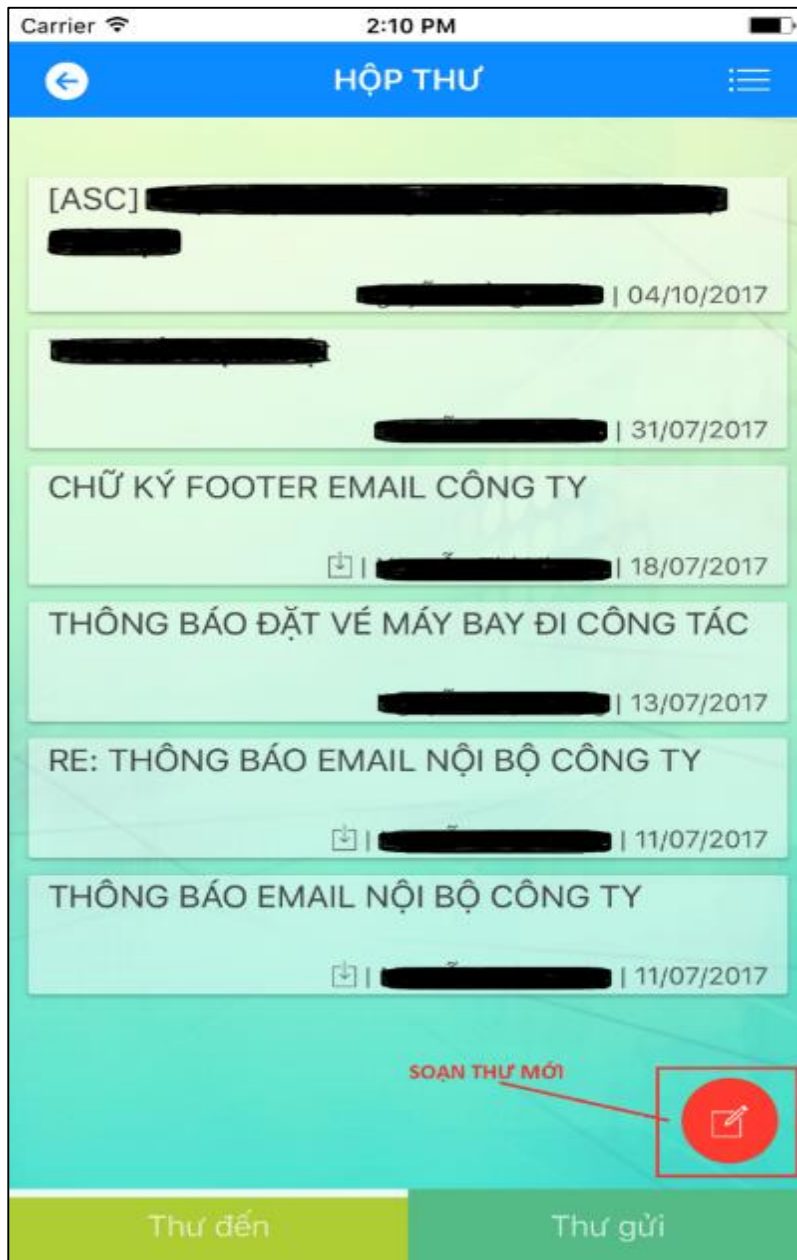 Carrier 2:10 PM
HỘP THƯ
[ASC]
| 04/10/2017
| 31/07/2017
CHỮ KÝ FOOTER EMAIL CÔNG TY
| | 18/07/2017
THÔNG BÁO ĐẶT VÉ MÁY BAY ĐI CÔNG TÁC
| 13/07/2017
RE: THÔNG BÁO EMAIL NỘI BỘ CÔNG TY
| | 11/07/2017
THÔNG BÁO EMAIL NỘI BỘ CÔNG TY
| | 11/07/2017
SOẠN THƯ MỚI
Thư đến Thư gửi